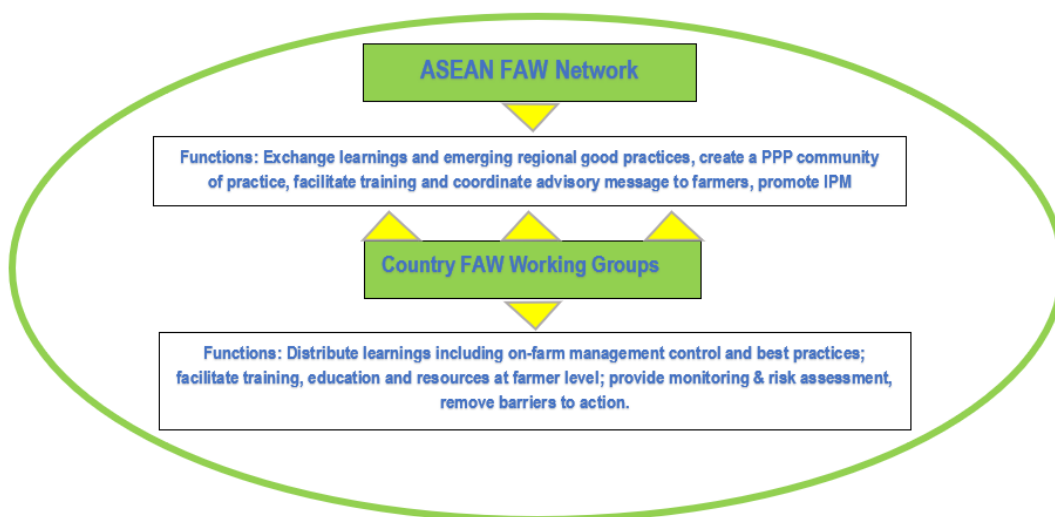 ASEAN FAW Network
Functions: Exchange learnings and emerging regional good practices, create a PPP community
of practice, facilitate training and coordinate advisory message to farmers, promote IPM
Country FAW Working Groups
Functions: Distribute learnings including on-farm management control and best practices;
facilitate training, education and resources at farmer level; provide monitoring & risk assessment,
remove barriers to action.